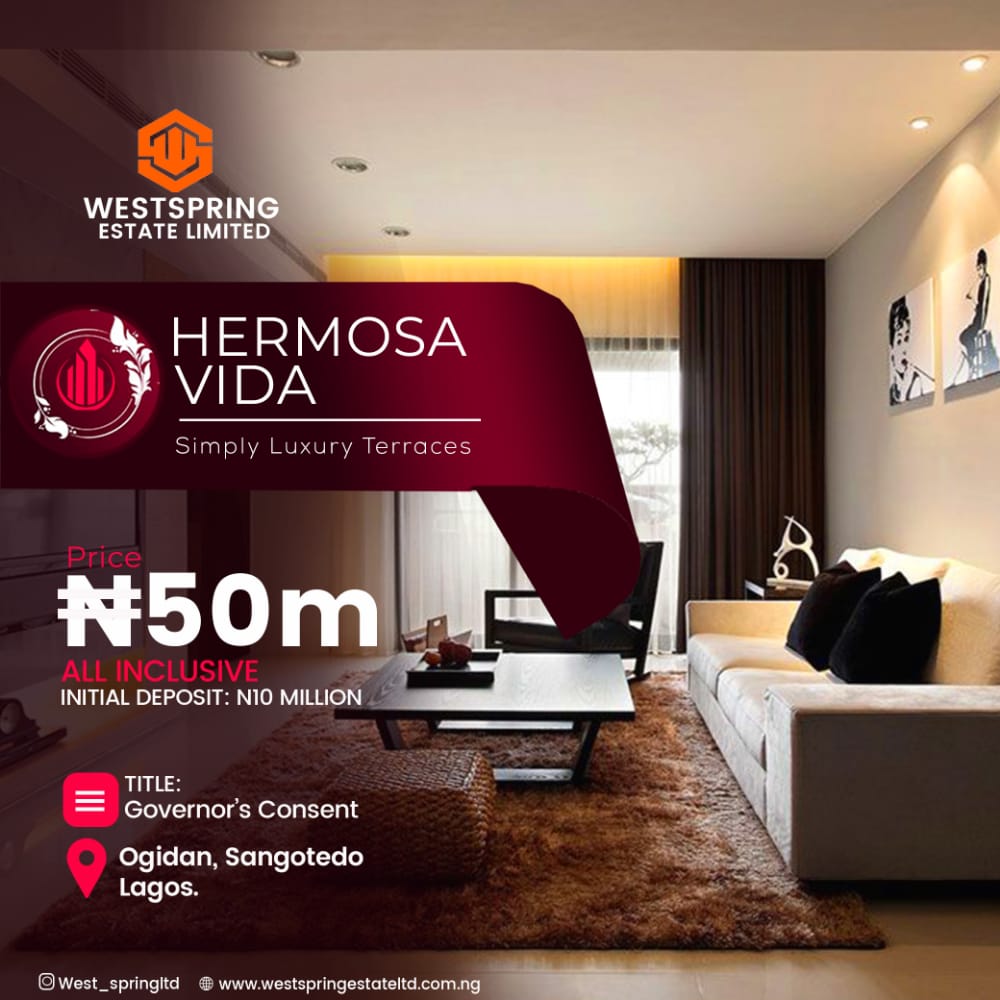 WESTSPRING
ESTATE LIMITED
HERMOSA
VIDA
Simply Luxury Terraces
Price
₦50m
ALL INCLUSIVE
INITIAL DEPOSIT: N10 MILLION
TITLE:
Governor's Consent
Ogidan, Sangotedo
Lagos.
West_springltd www.westspringestateltd.com.ng